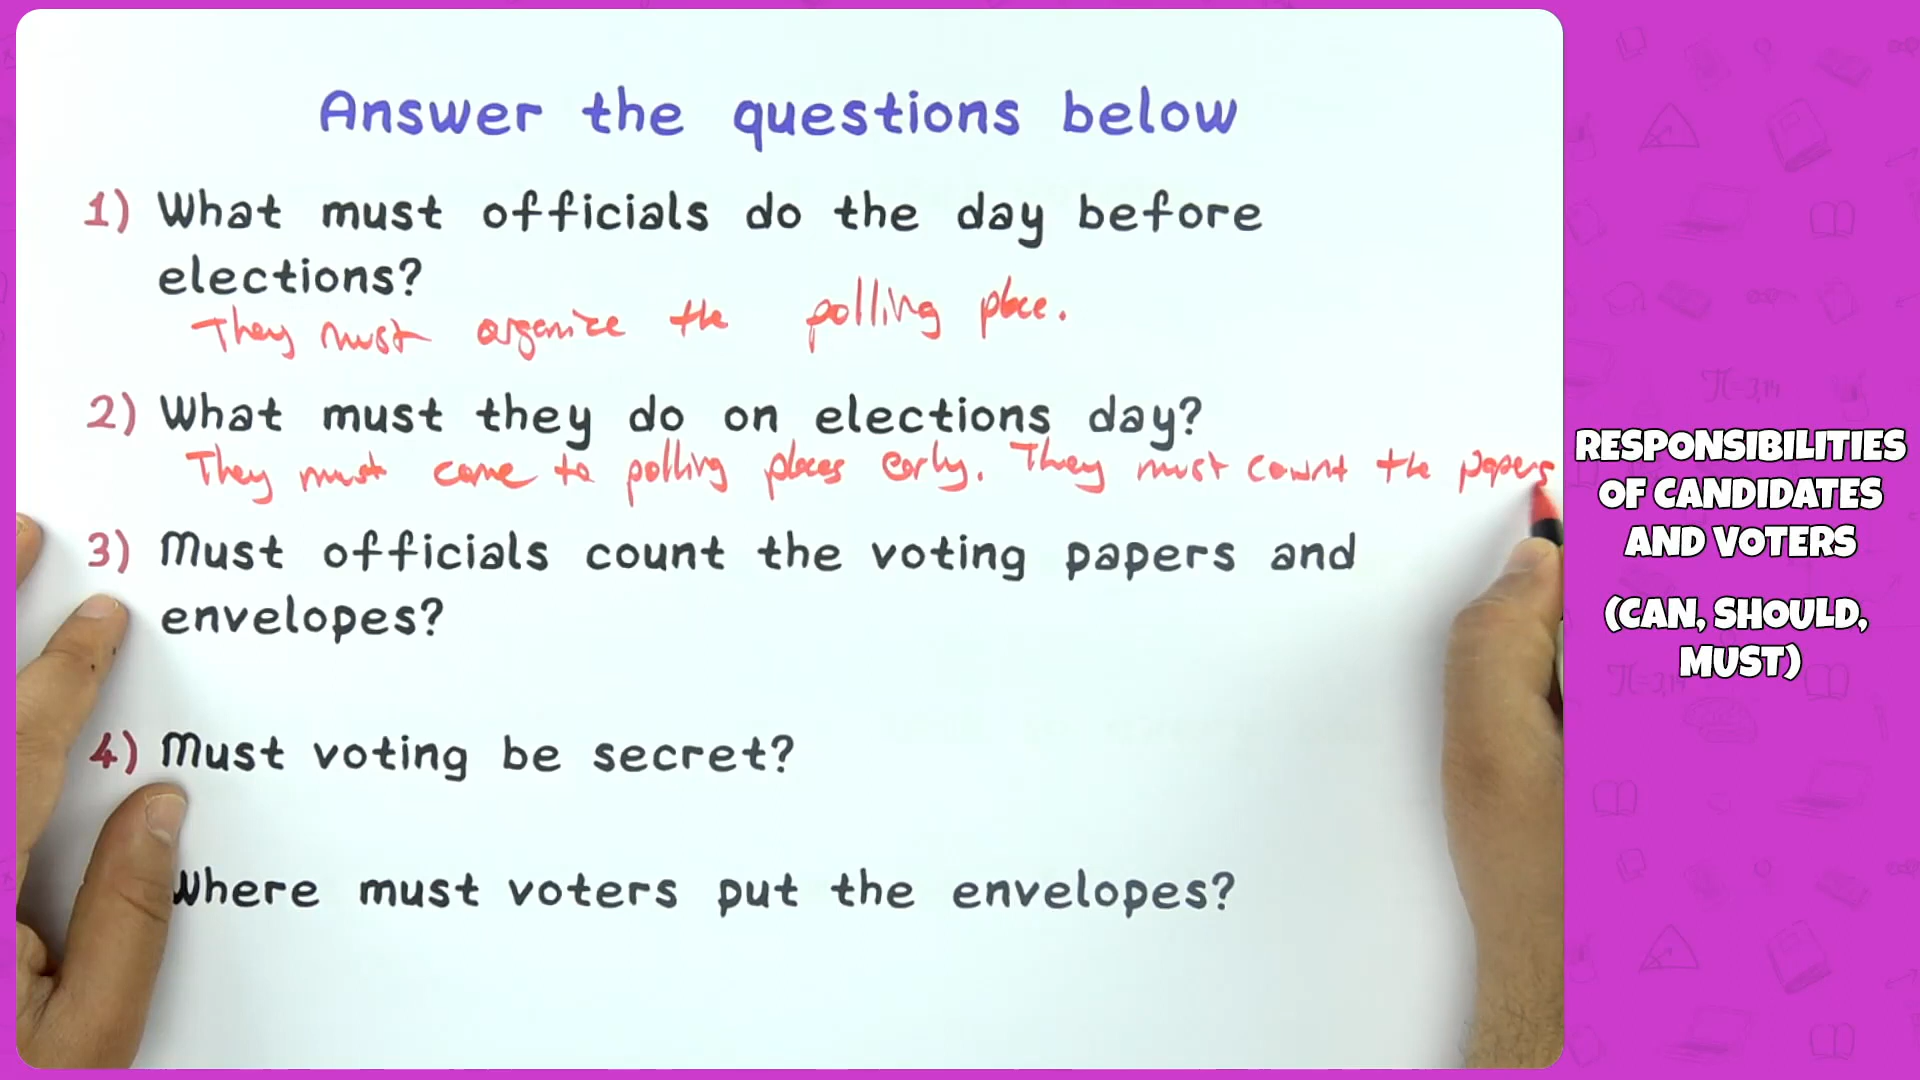 Answer the questions below
1) What must officials do the day before
elections?
They must organize the polling place.
2) What must they do on elections day?
They must come to polling places early. They must count the papers
3) Must officials count the voting papers and
envelopes?
4) Must voting be secret?
Where must voters put the envelopes?
RESPONSIBILITIES
OF CANDIDATES
AND VOTERS
(CAN, SHOULD,
MUST)